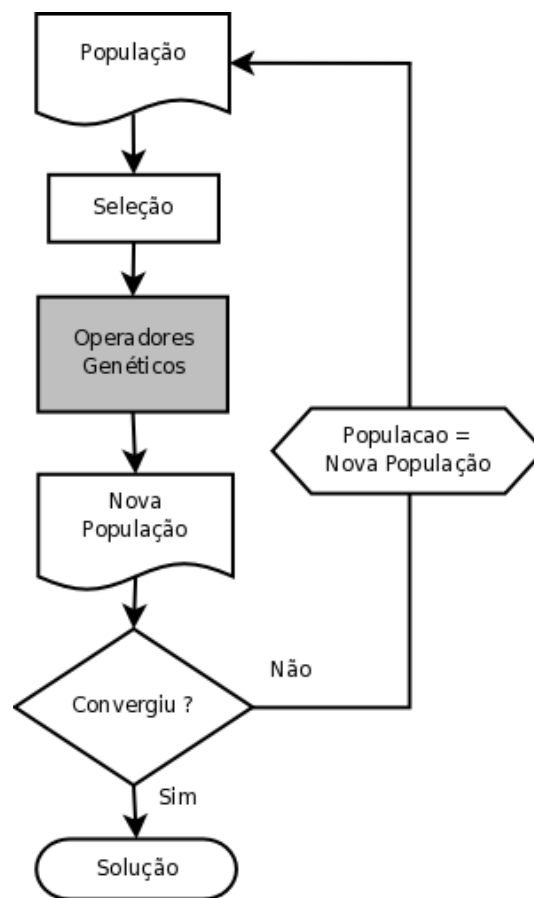 População
Seleção
Operadores
Genéticos
Populacao =
Nova População
Nova
População
Não
Convergiu ?
Sim
Solução